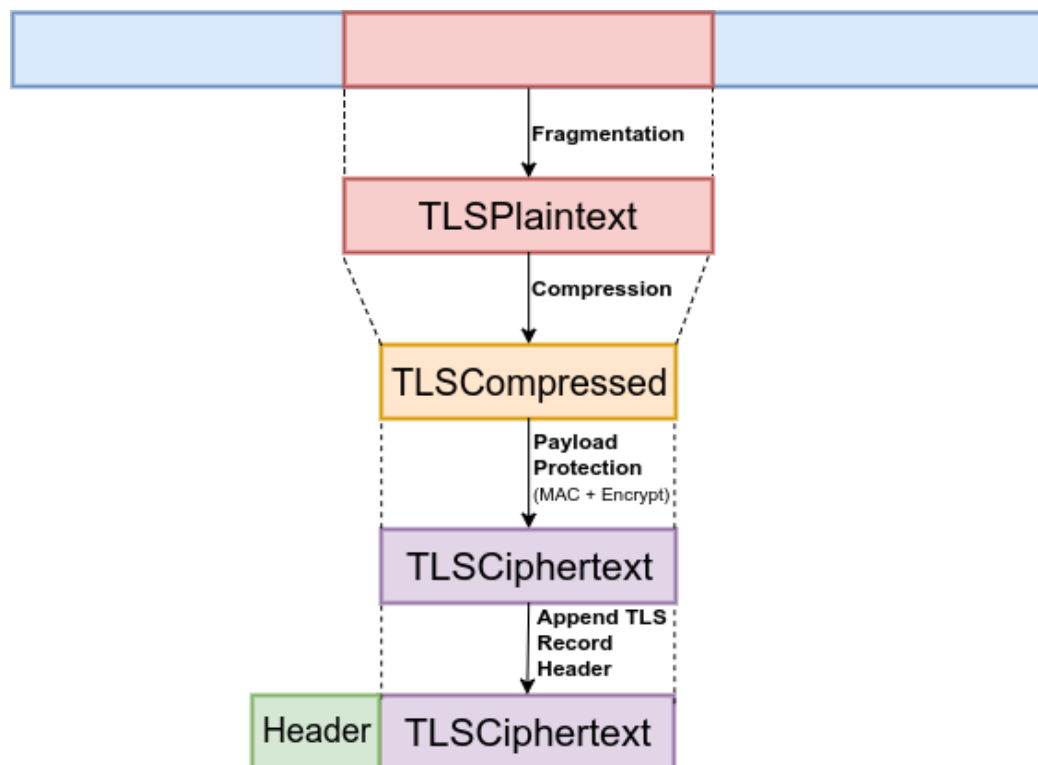 Fragmentation
TLSPlaintext
Compression
TLSCompressed
Payload
Protection
(MAC + Encrypt)
TLSCiphertext
Append TLS
Record
Header
Header
TLSCiphertext